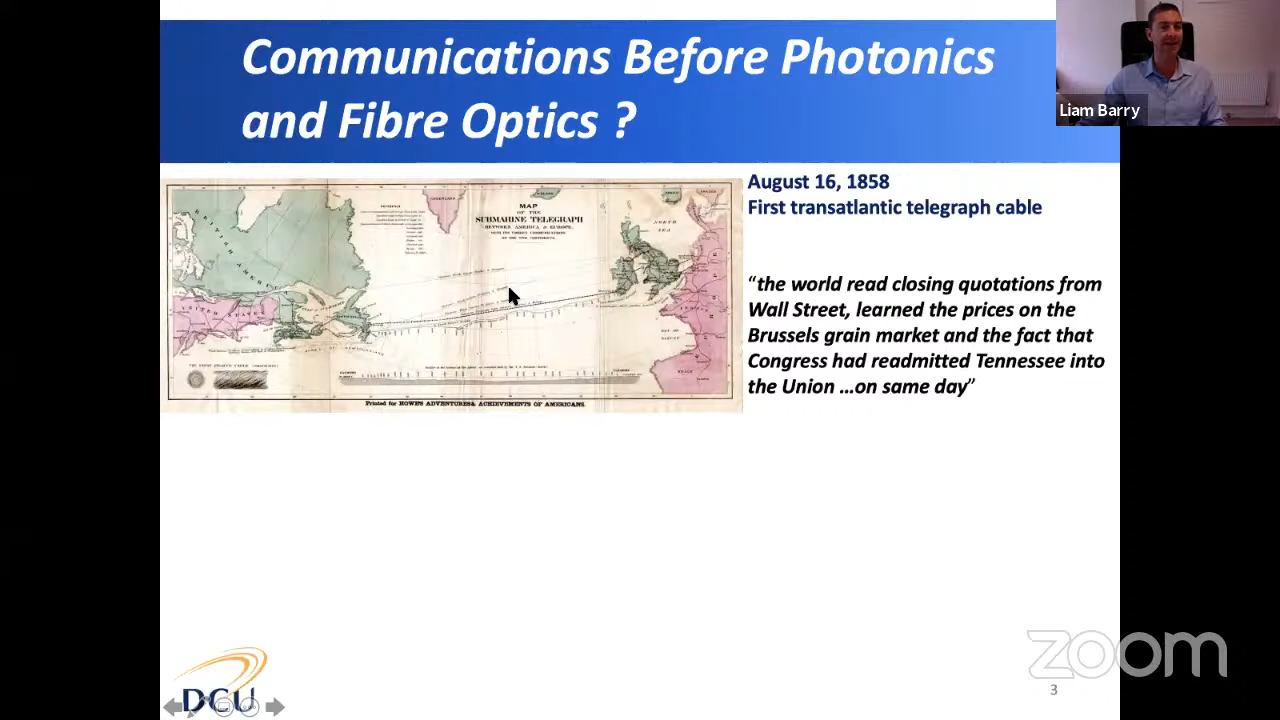 Communications Before Photonics
and Fibre Optics ?
Liam Barry
August 16, 1858
First transatlantic telegraph cable
MAP
OF THE
SUBMARINE TELEGRAPH
BETWEEN AMERICA & EUROPE,
Printed for HOWE'S ADVENTURES & ACHIEVEMENTS OF AMERICANS.
“the world read closing quotations from
Wall Street, learned the prices on the
Brussels grain market and the fact that
Congress had readmitted Tennessee into
the Union ...on same day”
DCU
zoom
3